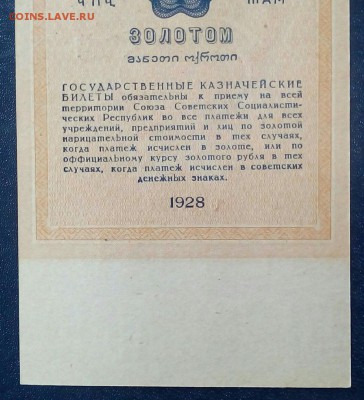 COINS.LAVE.RU
ЗОЛОТОМ
ГОСУДАРСТВЕННЫЕ КАЗНАЧЕЙСКИЕ
БИЛЕТЫ обязательны к приему на всей
территории Союза Советских Социалисти-
ческих Республик во все платежи для всех
учреждений, предприятий и лиц по золотой
нарицательной стоимости в тех случаях,
когда платеж исчислен в золоте, или по
официальному курсу золотого рубля в тех
случаях, когда платеж исчислен в советских
денежных знаках.
1928